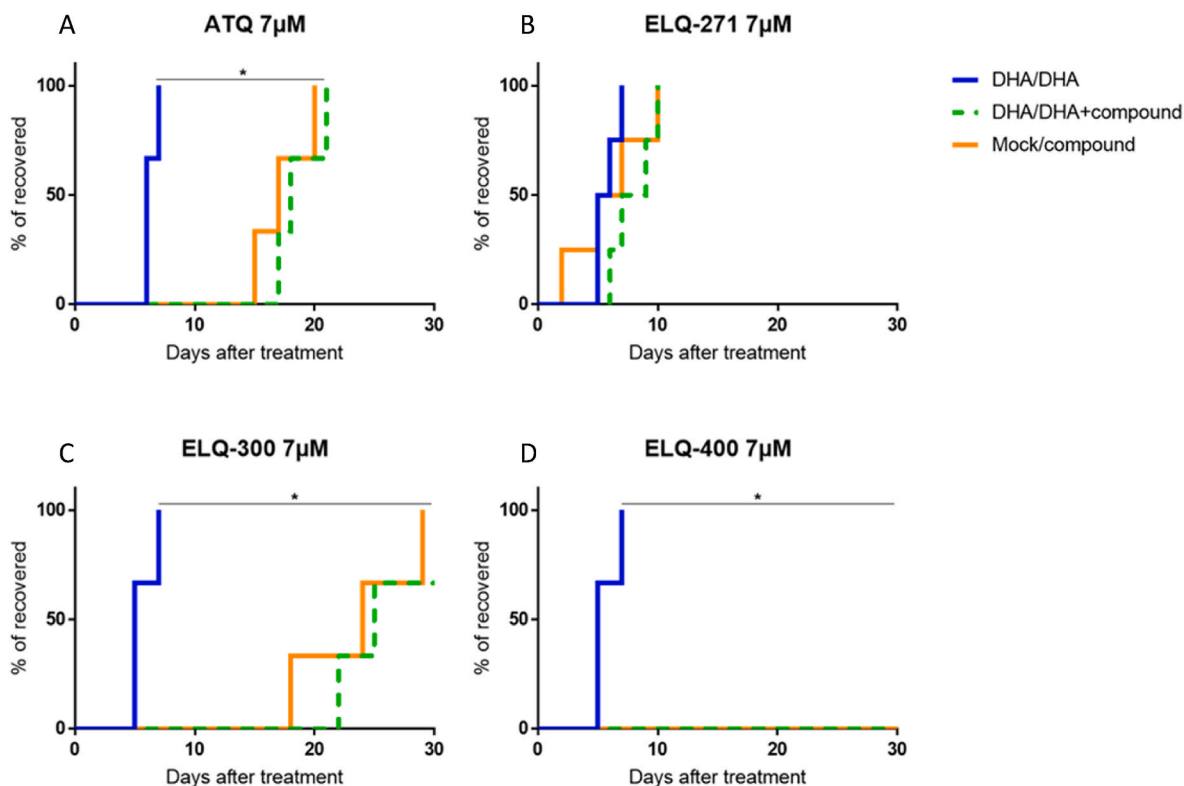 A
ATQ 7µM
% of recovered
100
50
0
*
0 10 20 30
Days after treatment
B
ELQ-271 7µM
% of recovered
100
50
0
0 10 20 30
Days after treatment
DHA/DHA
DHA/DHA+compound
Mock/compound
C
ELQ-300 7µM
% of recovered
100
50
0
*
0 10 20 30
Days after treatment
D
ELQ-400 7µM
% of recovered
100
50
0
*
0 10 20 30
Days after treatment